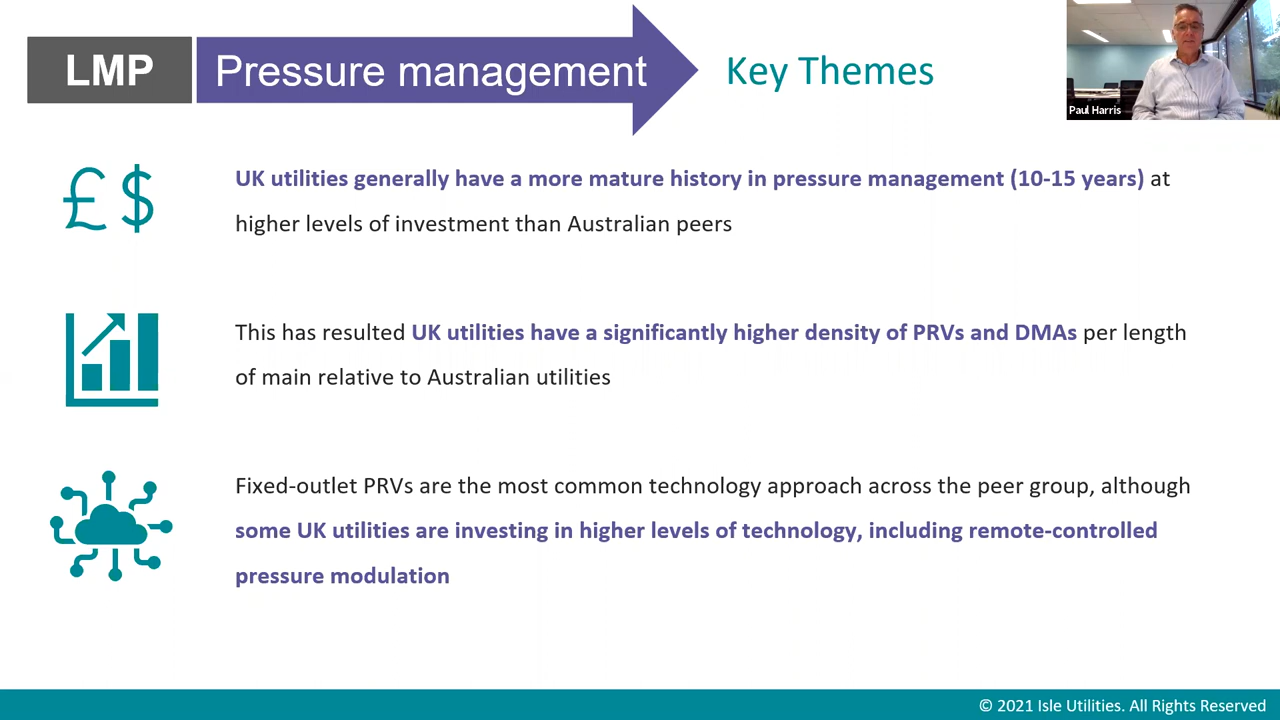 LMP
Pressure management
Key Themes
Paul Harris
£ $
UK utilities generally have a more mature history in pressure management (10-15 years) at
higher levels of investment than Australian peers
This has resulted UK utilities have a significantly higher density of PRVs and DMAs per length
of main relative to Australian utilities
Fixed-outlet PRVs are the most common technology approach across the peer group, although
some UK utilities are investing in higher levels of technology, including remote-controlled
pressure modulation
© 2021 Isle Utilities. All Rights Reserved